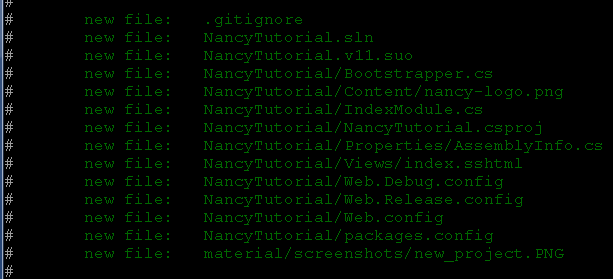 #
#        new file:   .gitignore
#        new file:   NancyTutorial.sln
#        new file:   NancyTutorial.v11.suo
#        new file:   NancyTutorial/Bootstrapper.cs
#        new file:   NancyTutorial/Content/nancy-logo.png
#        new file:   NancyTutorial/IndexModule.cs
#        new file:   NancyTutorial/NancyTutorial.csproj
#        new file:   NancyTutorial/Properties/AssemblyInfo.cs
#        new file:   NancyTutorial/Views/index.sshtml
#        new file:   NancyTutorial/Web.Debug.config
#        new file:   NancyTutorial/Web.Release.config
#        new file:   NancyTutorial/Web.config
#        new file:   NancyTutorial/packages.config
#        new file:   material/screenshots/new_project.PNG
#